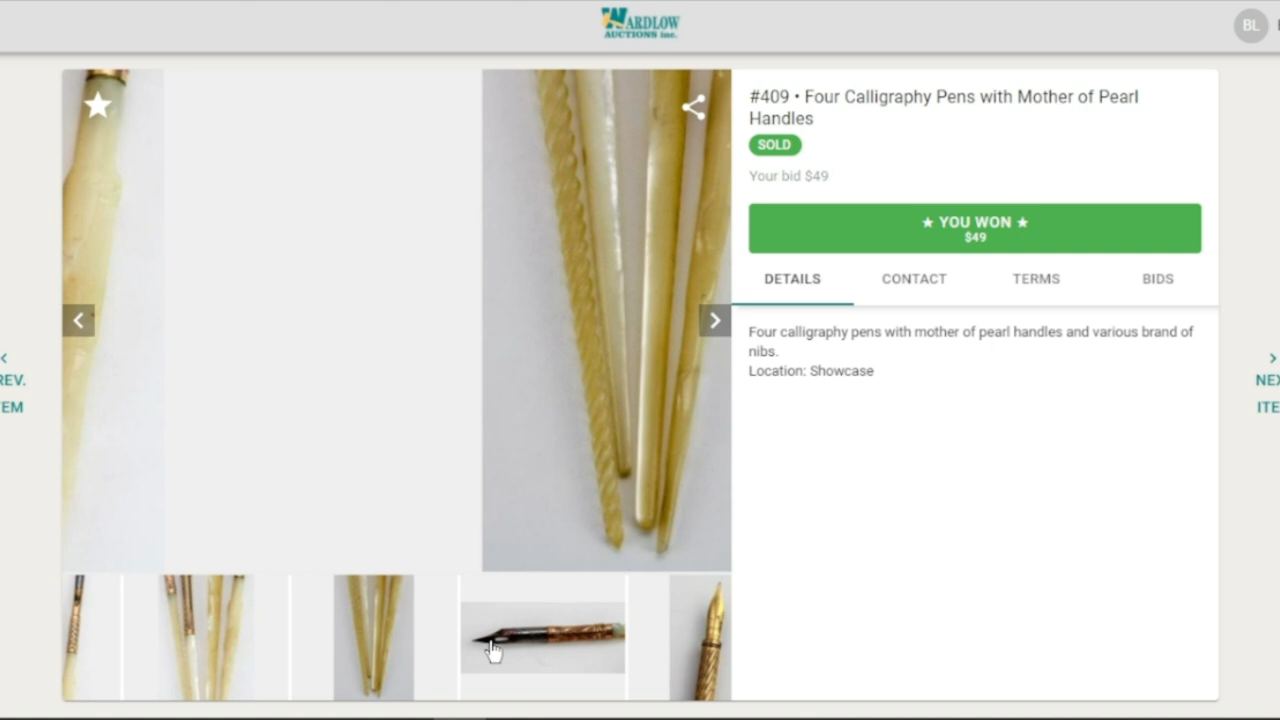 WARDLOW
AUCTIONS inc.
BL
#409 • Four Calligraphy Pens with Mother of Pearl
Handles
SOLD
Your bid $49
★ YOU WON ★
$49
DETAILS CONTACT TERMS BIDS
Four calligraphy pens with mother of pearl handles and various brand of
nibs.
Location: Showcase
REV.
TEM
NEX
ITE